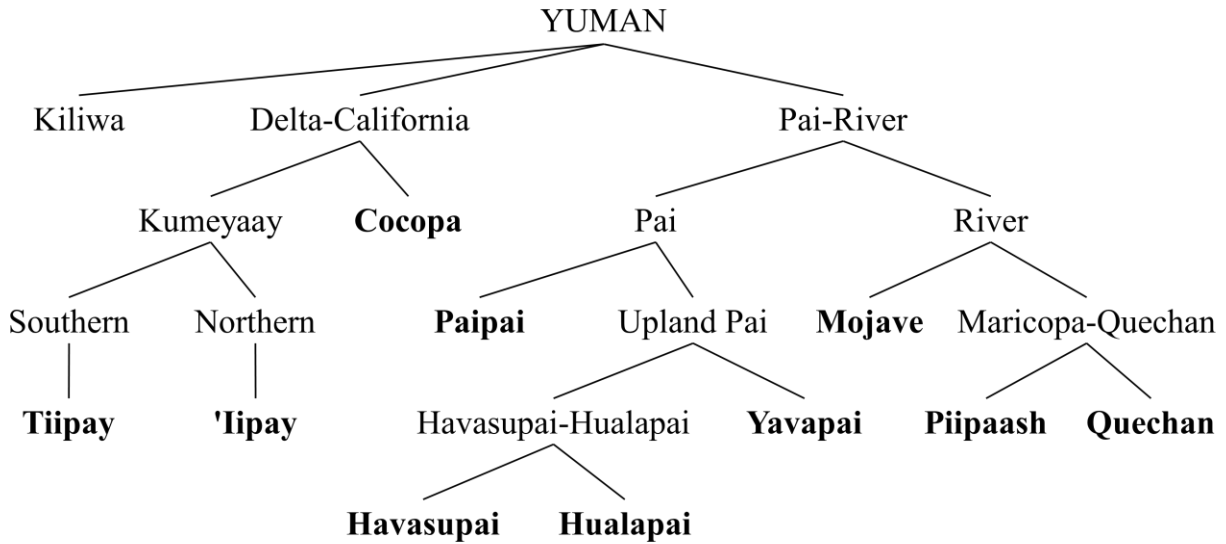 YUMAN
Kiliwa Delta-California Pai-River
Kumeyaay Cocopa Pai River
Southern Northern Paipai Upland Pai Mojave Maricopa-Quechan
Tiipay 'Iipay Havasupai-Hualapai Yavapai Piipaash Quechan
Havasupai Hualapai